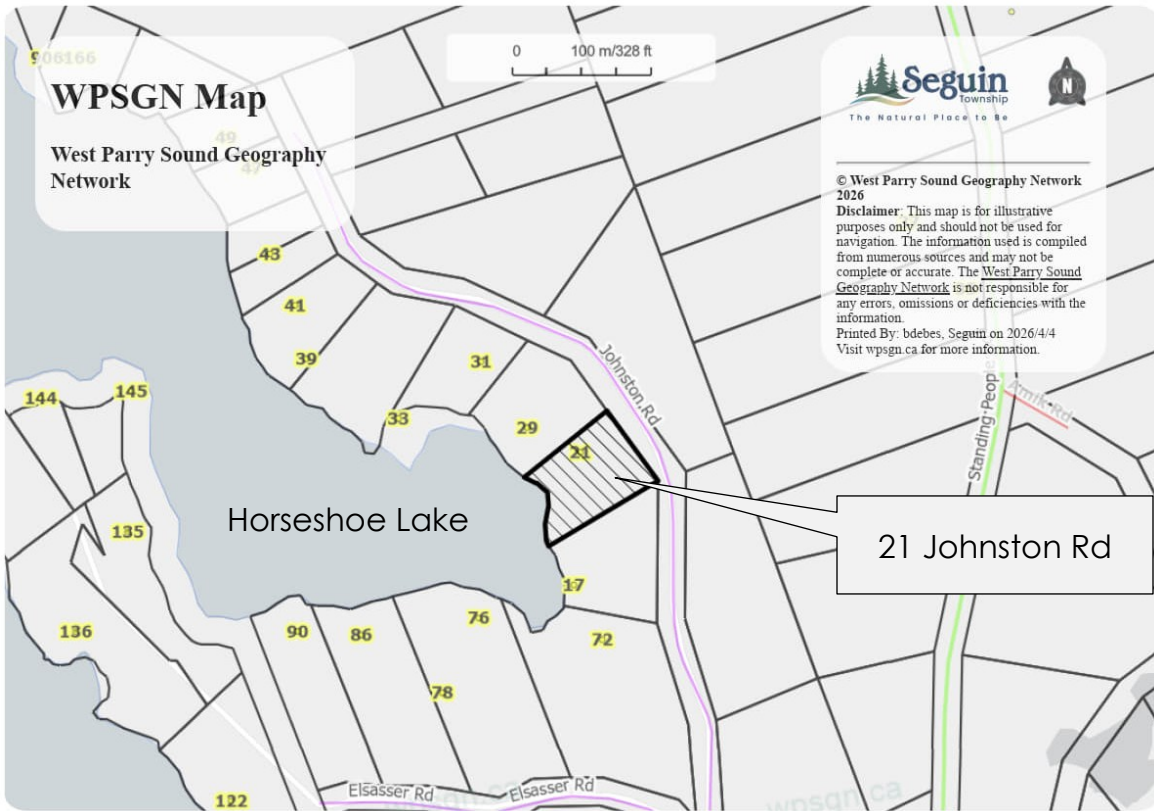 906166
WPSGN Map
West Parry Sound Geography
Network
49
47
0 100 m/328 ft
Seguin
Township
The Natural Place to Be
N
© West Parry Sound Geography Network
2026
Disclaimer: This map is for illustrative
purposes only and should not be used for
navigation. The information used is compiled
from numerous sources and may not be
complete or accurate. The West Parry Sound
Geography Network is not responsible for
any errors, omissions or deficiencies with the
information.
Printed By: bdebes, Seguin on 2026/4/4
Visit wpsgn.ca for more information.
43
41
39
31
33
29
21
Johnston Rd
144
145
Standing People
Amik Rd
Horseshoe Lake
21 Johnston Rd
135
17
136
90
86
76
72
78
122
Elsasser Rd
Elsasser Rd
wpsgn.ca
wpsgn.ca